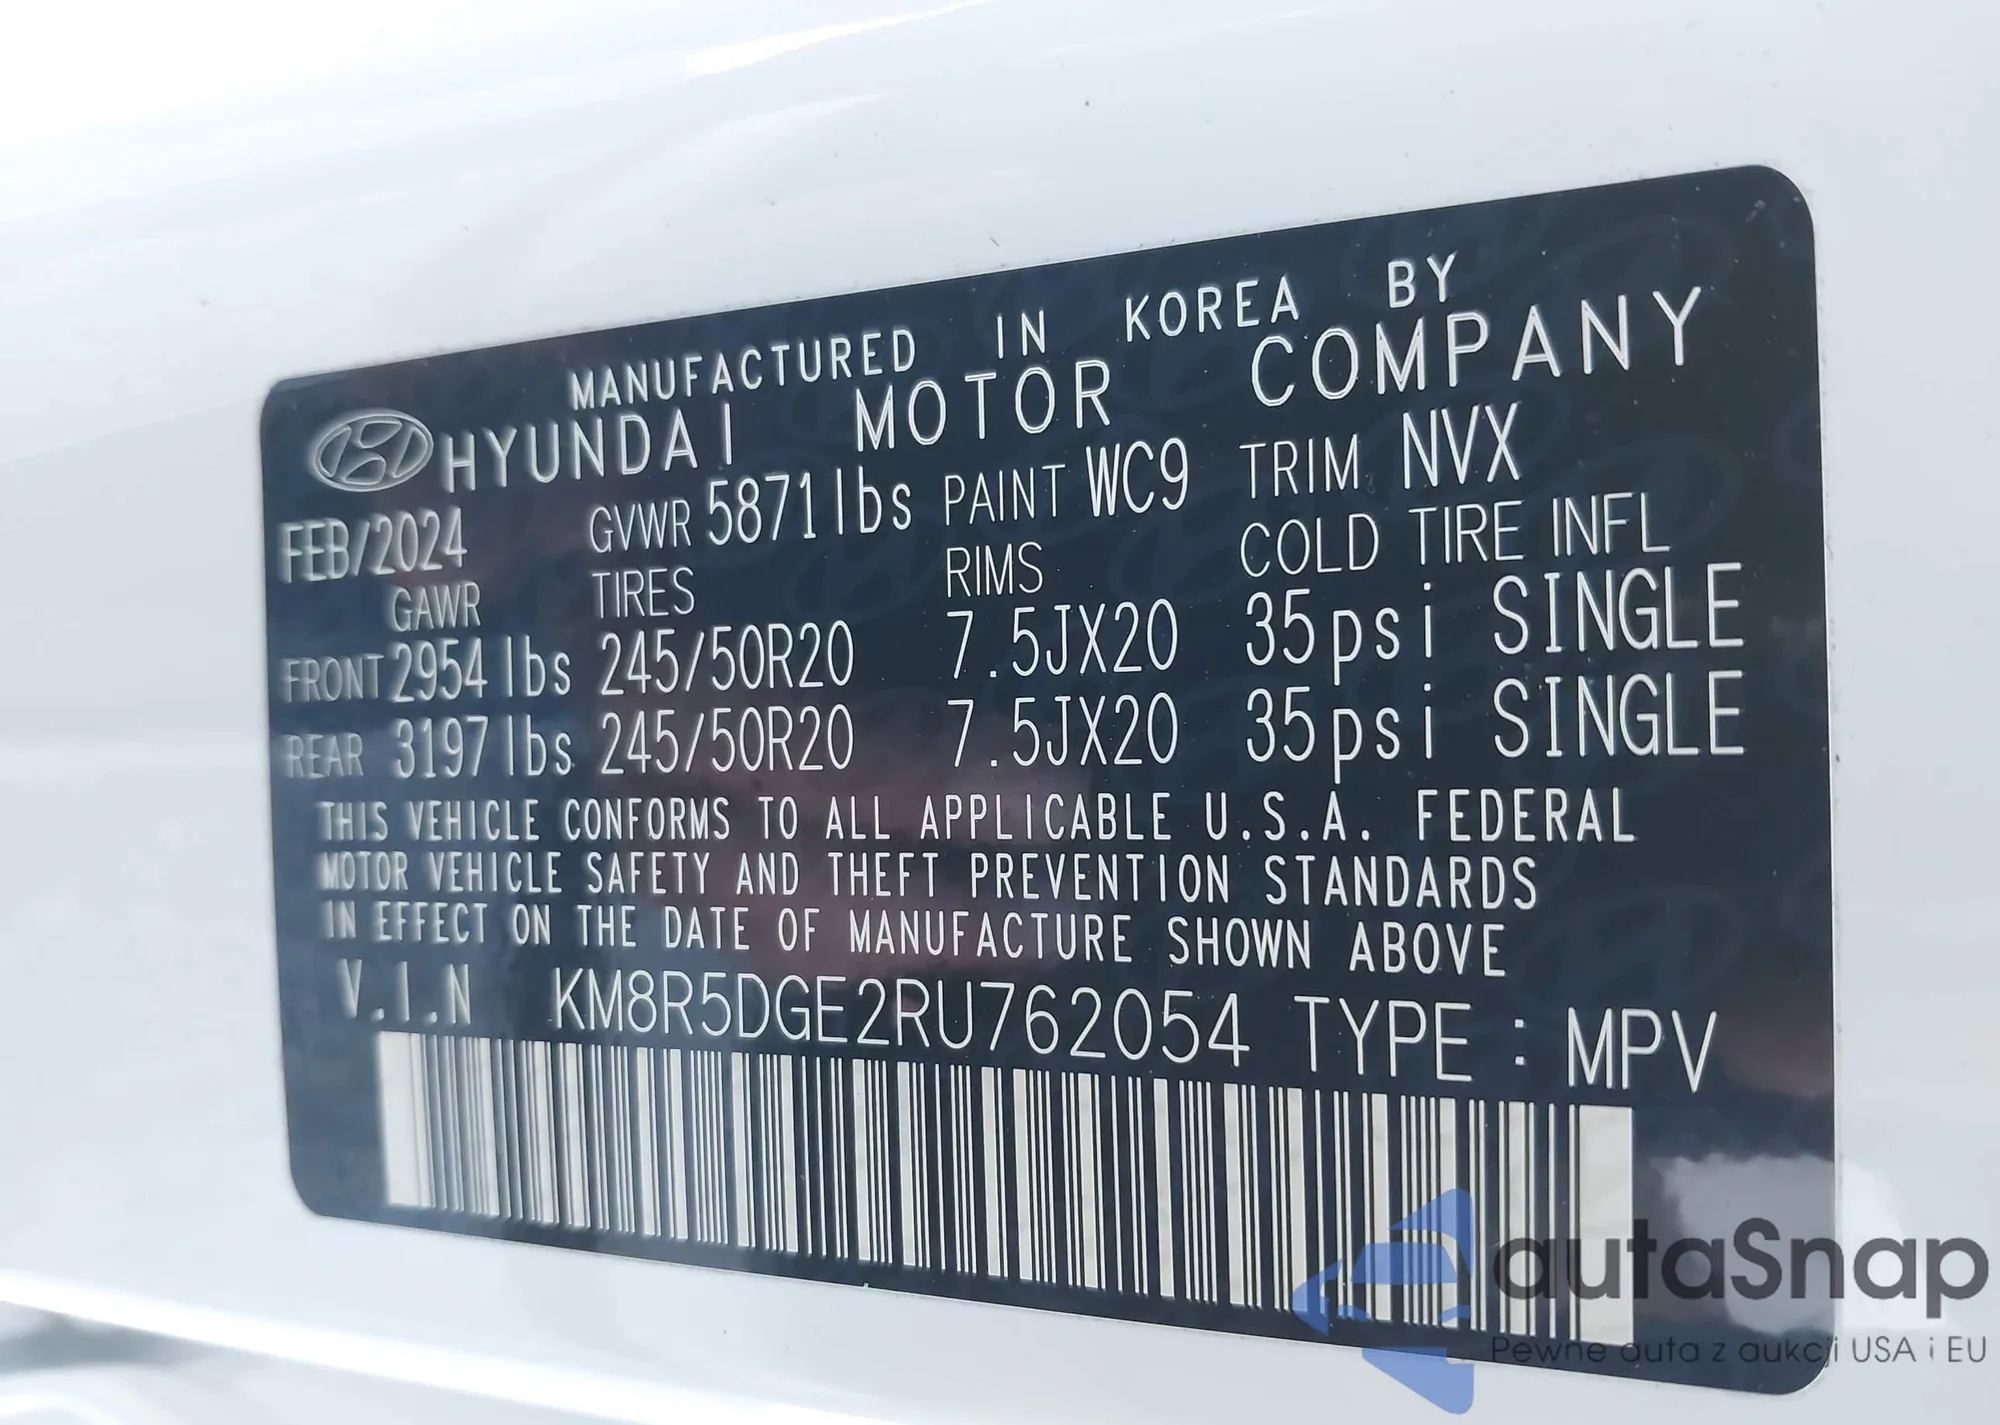 MANUFACTURED IN KOREA BY
HYUNDAI MOTOR COMPANY
FEB/2024 GVWR 5871lbs PAINT WC9 TRIM NVX
GAWR TIRES RIMS COLD TIRE INFL
FRONT 2954 lbs 245/50R20 7.5JX20 35psi SINGLE
REAR 3197 lbs 245/50R20 7.5JX20 35psi SINGLE
THIS VEHICLE CONFORMS TO ALL APPLICABLE U.S.A. FEDERAL
MOTOR VEHICLE SAFETY AND THEFT PREVENTION STANDARDS
IN EFFECT ON THE DATE OF MANUFACTURE SHOWN ABOVE
V.I.N KM8R5DGE2RU762054 TYPE : MPV
autaSnap
Pewne auta z aukcji USA i EU